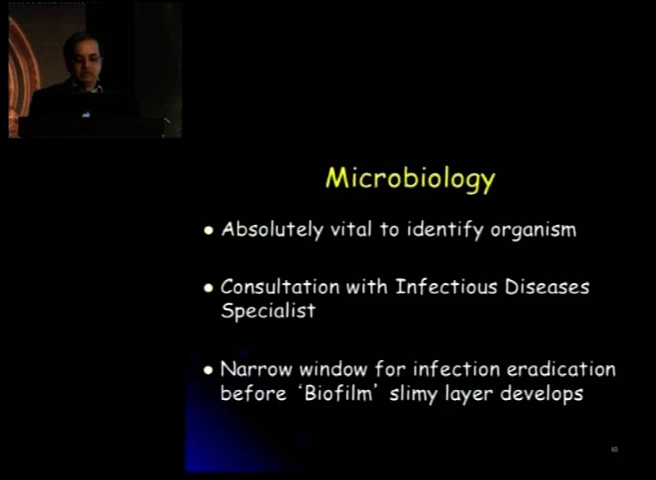 Microbiology
● Absolutely vital to identify organism
● Consultation with Infectious Diseases
Specialist
● Narrow window for infection eradication
before ‘Biofilm’ slimy layer develops